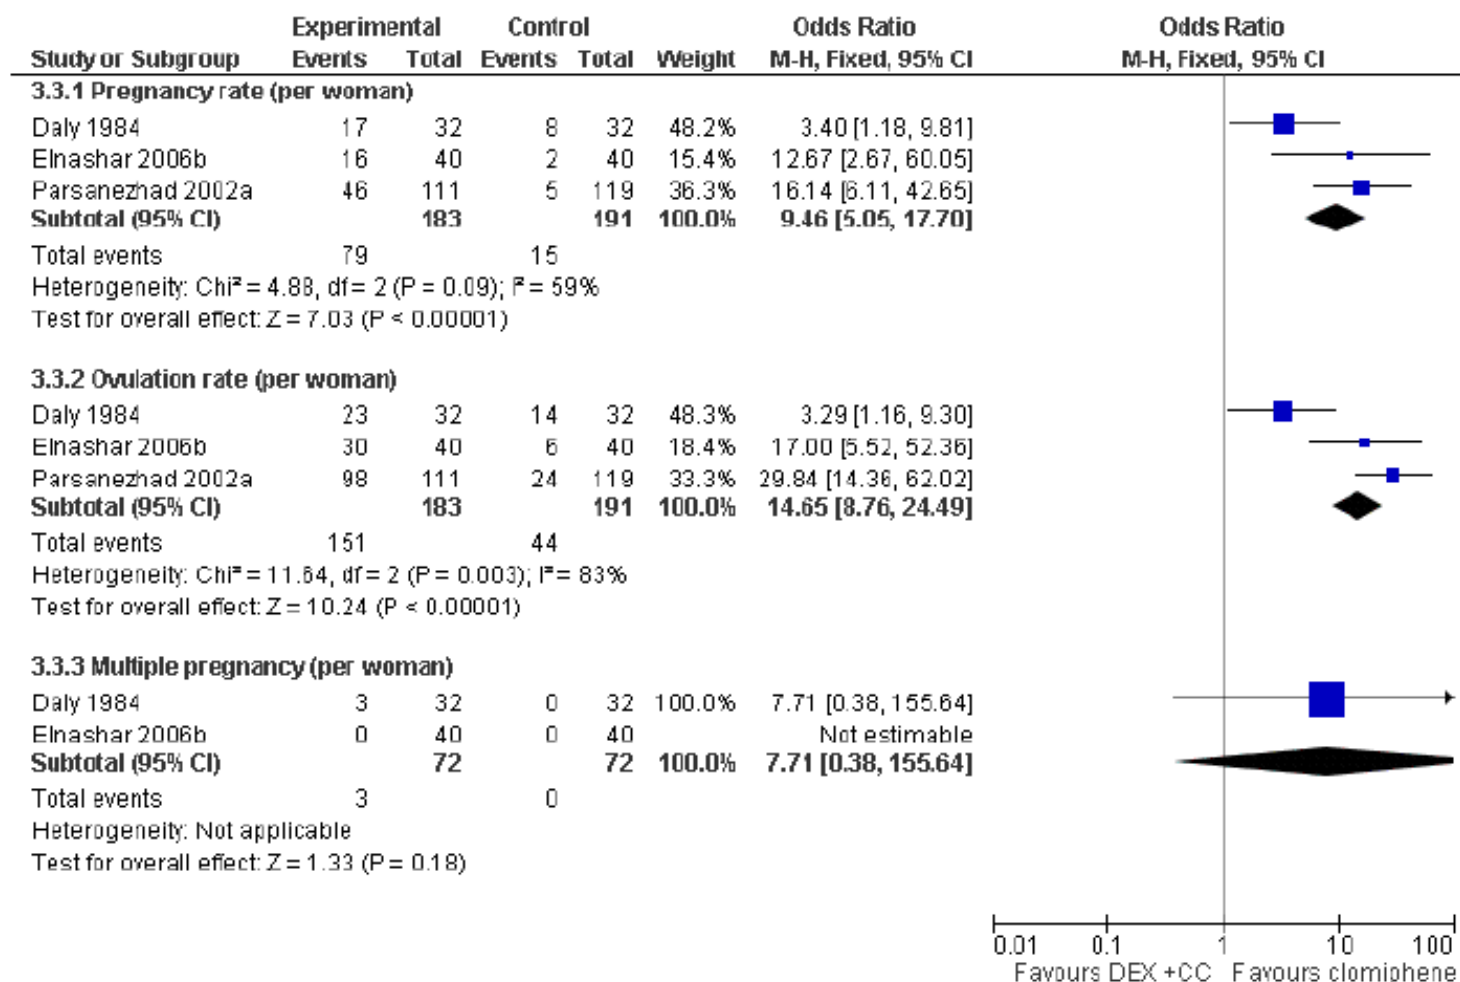 Experimental Control Odds Ratio Odds Ratio
Study or Subgroup Events Total Events Total Weight M-H, Fixed, 95% CI M-H, Fixed, 95% CI
3.3.1 Pregnancy rate (per woman)
Daly 1984 17 32 8 32 48.2% 3.40 [1.18, 9.81]
Elnashar 2006b 16 40 2 40 15.4% 12.67 [2.67, 60.05]
Parsanezhad 2002a 46 111 5 119 36.3% 16.14 [6.11, 42.65]
Subtotal (95% CI) 183 191 100.0% 9.46 [5.05, 17.70]
Total events 79 15
Heterogeneity: Chi² = 4.88, df = 2 (P = 0.09); I² = 59%
Test for overall effect: Z = 7.03 (P < 0.00001)
3.3.2 Ovulation rate (per woman)
Daly 1984 23 32 14 32 48.3% 3.29 [1.16, 9.30]
Elnashar 2006b 30 40 6 40 18.4% 17.00 [5.52, 52.36]
Parsanezhad 2002a 98 111 24 119 33.3% 29.84 [14.36, 62.02]
Subtotal (95% CI) 183 191 100.0% 14.65 [8.76, 24.49]
Total events 151 44
Heterogeneity: Chi² = 11.64, df = 2 (P = 0.003); I² = 83%
Test for overall effect: Z = 10.24 (P < 0.00001)
3.3.3 Multiple pregnancy (per woman)
Daly 1984 3 32 0 32 100.0% 7.71 [0.38, 155.64]
Elnashar 2006b 0 40 0 40 Not estimable
Subtotal (95% CI) 72 72 100.0% 7.71 [0.38, 155.64]
Total events 3 0
Heterogeneity: Not applicable
Test for overall effect: Z = 1.33 (P = 0.18)
0.01 0.1 1 10 100
Favours DEX +CC Favours clomiphene